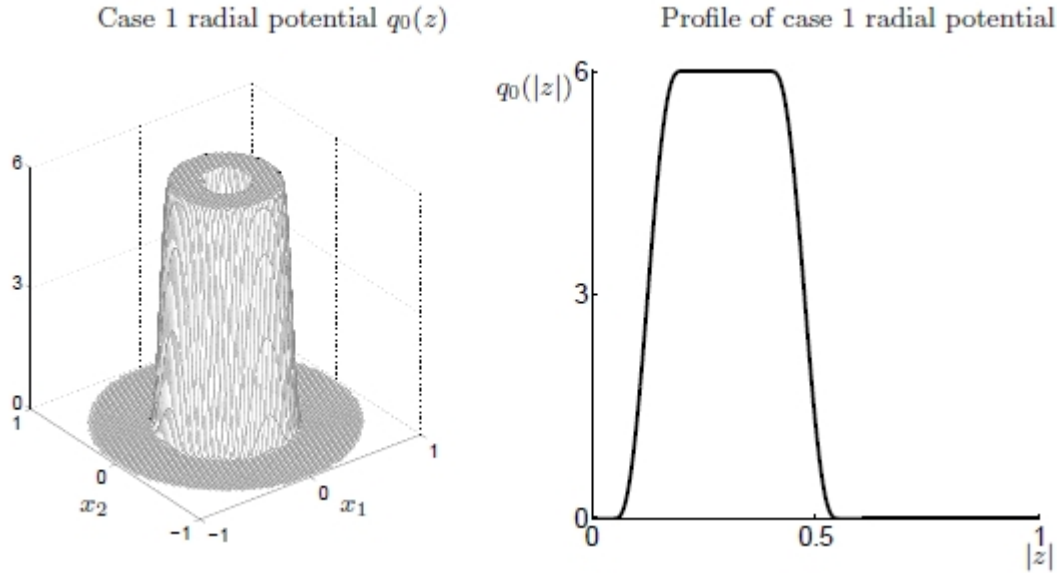 Case 1 radial potential q₀(z)
Profile of case 1 radial potential
6
3
0
1
0
x₂
−1
−1
0
x₁
1
q₀(|z|)
6
3
0
0
0.5
1
|z|